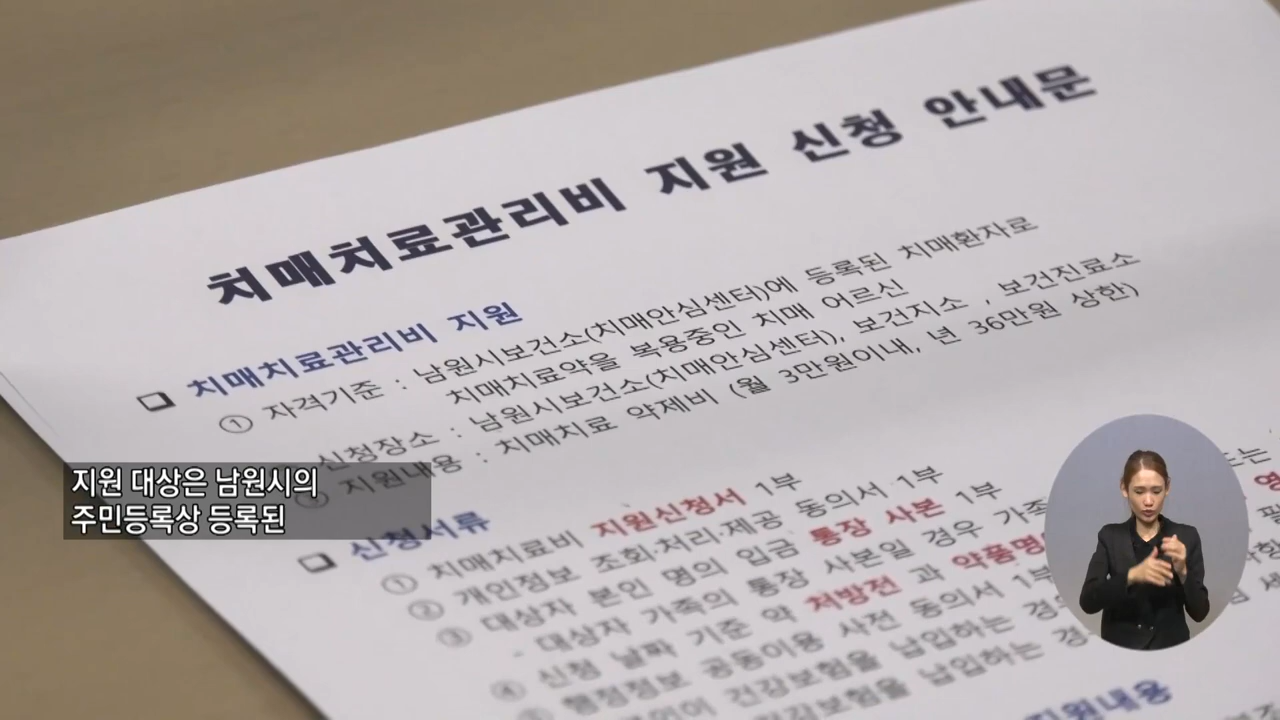 치매치료관리비 지원 신청 안내문
❏ 치매치료관리비 지원
① 자격기준 : 남원시보건소(치매안심센터)에 등록된 치매환자로
치매치료약을 복용중인 치매 어르신
신청장소 : 남원시보건소(치매안심센터), 보건지소 , 보건진료소
지원내용 : 치매치료 약제비 (월 3만원이내, 년 36만원 상한)
❏ 신청서류
① 치매치료비 지원신청서 1부
② 개인정보 조회·처리·제공 동의서 1부
③ 대상자 본인 명의 입금 통장 사본 1부
- 대상자 가족의 통장 사본일 경우 가족
④ 신청 날짜 기준 약 처방전 과 약품명
행정정보 공동이용 사전 동의서 1부
건강보험을 납입하는
납입하는
지원내용
지원 대상은 남원시의
주민등록상 등록된